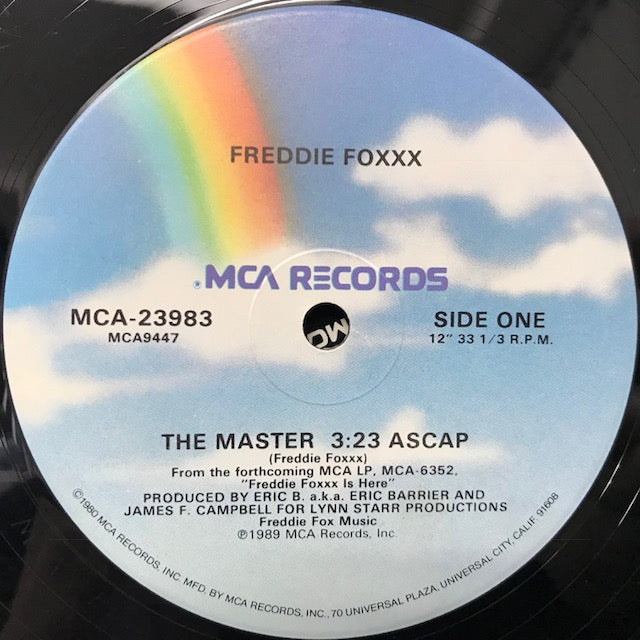 FREDDIE FOXXX
MCA RECORDS
MCA-23983
MCA9447
SIDE ONE
12" 33 1/3 R.P.M.
MC
THE MASTER 3:23 ASCAP
(Freddie Foxxx)
From the forthcoming MCA LP, MCA-6352,
"Freddie Foxxx Is Here"
PRODUCED BY ERIC B. a.k.a. ERIC BARRIER AND
JAMES F. CAMPBELL FOR LYNN STARR PRODUCTIONS
Freddie Fox Music
℗1989 MCA Records, Inc.
©1980 MCA RECORDS, INC. MFD. BY MCA RECORDS, INC., 70 UNIVERSAL PLAZA, UNIVERSAL CITY, CALIF. 91608